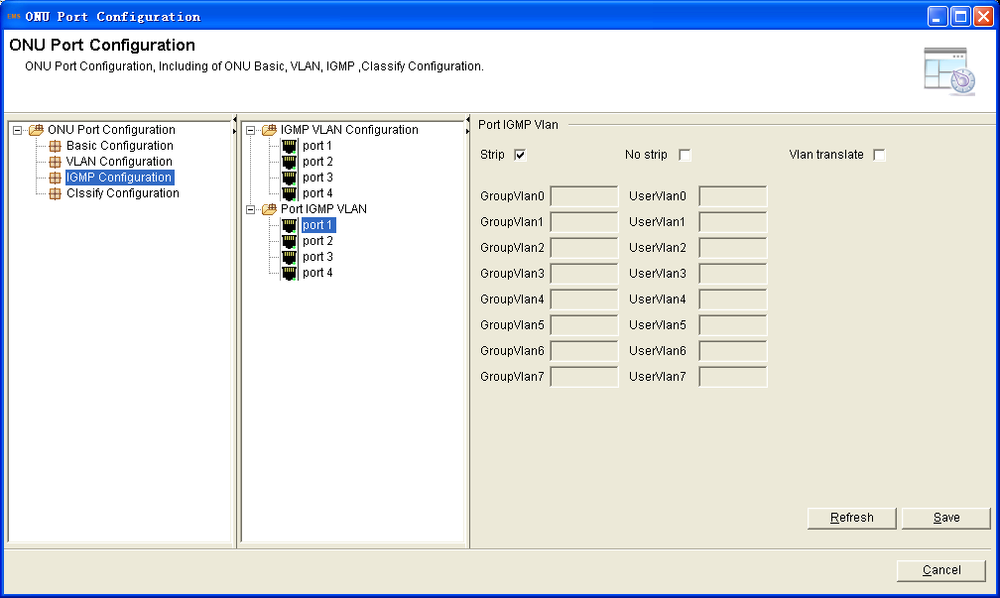 EMS ONU Port Configuration
ONU Port Configuration
ONU Port Configuration, Including of ONU Basic, VLAN, IGMP ,Classify Configuration.
ONU Port Configuration
Basic Configuration
VLAN Configuration
IGMP Configuration
Clssify Configuration
IGMP VLAN Configuration
port 1
port 2
port 3
port 4
Port IGMP VLAN
port 1
port 2
port 3
port 4
Port IGMP Vlan
Strip No strip Vlan translate
GroupVlan0 UserVlan0
GroupVlan1 UserVlan1
GroupVlan2 UserVlan2
GroupVlan3 UserVlan3
GroupVlan4 UserVlan4
GroupVlan5 UserVlan5
GroupVlan6 UserVlan6
GroupVlan7 UserVlan7
Refresh Save
Cancel